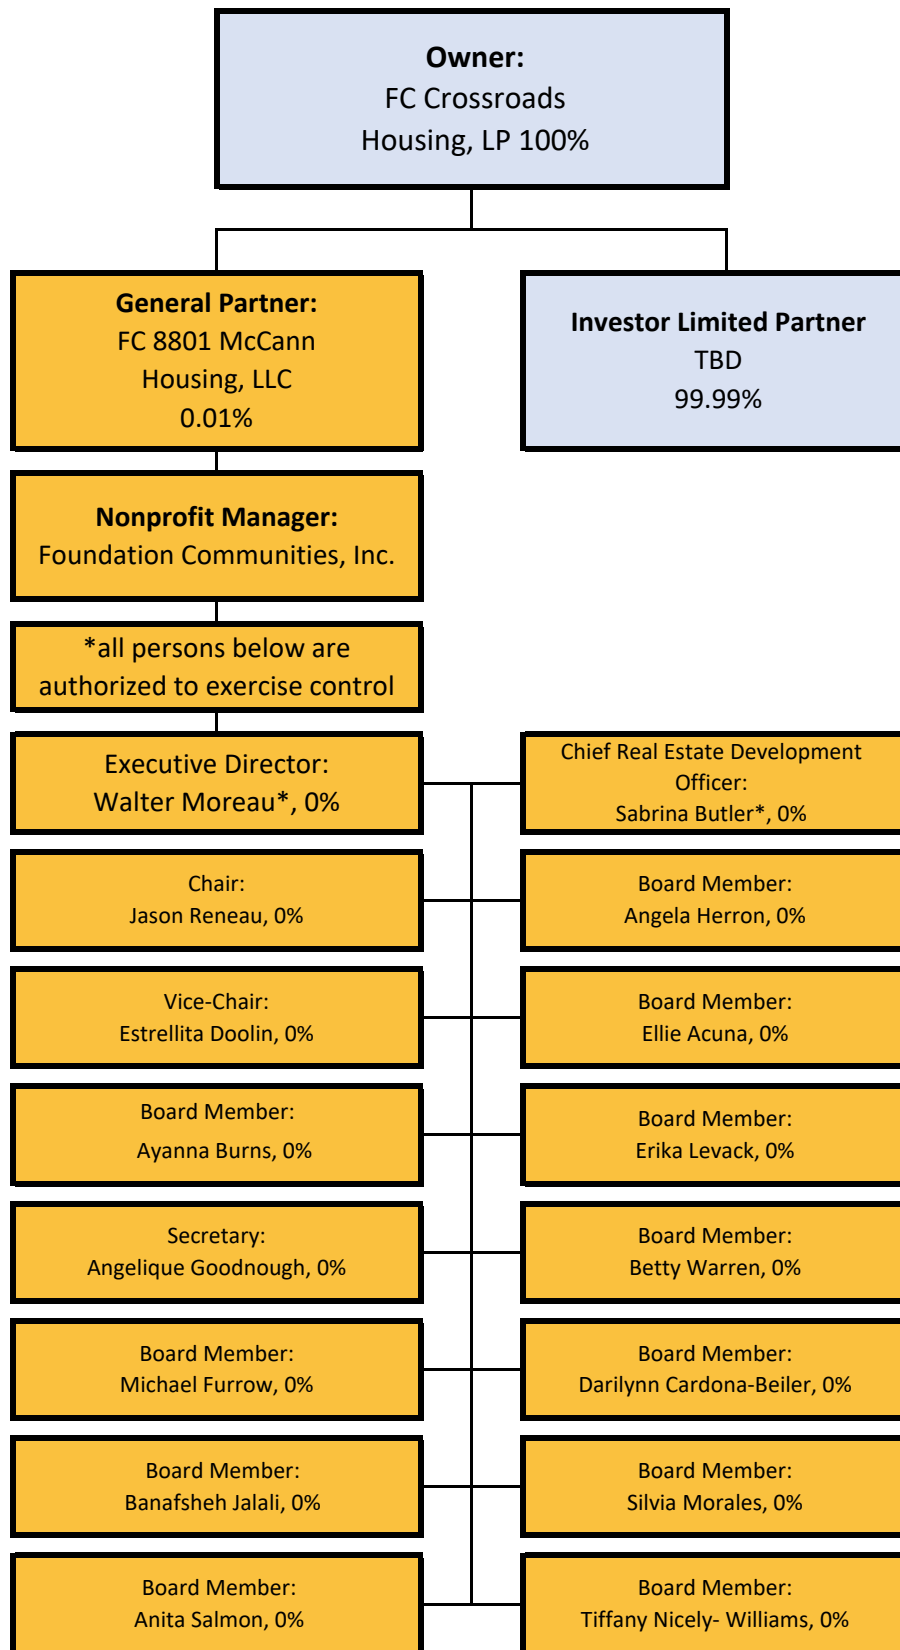 Owner:
FC Crossroads
Housing, LP 100%
General Partner:
FC 8801 McCann
Housing, LLC
0.01%
Investor Limited Partner
TBD
99.99%
Nonprofit Manager:
Foundation Communities, Inc.
*all persons below are
authorized to exercise control
Executive Director:
Walter Moreau*, 0%
Chief Real Estate Development
Officer:
Sabrina Butler*, 0%
Chair:
Jason Reneau, 0%
Board Member:
Angela Herron, 0%
Vice-Chair:
Estrellita Doolin, 0%
Board Member:
Ellie Acuna, 0%
Board Member:
Ayanna Burns, 0%
Board Member:
Erika Levack, 0%
Secretary:
Angelique Goodnough, 0%
Board Member:
Betty Warren, 0%
Board Member:
Michael Furrow, 0%
Board Member:
Darilynn Cardona-Beiler, 0%
Board Member:
Banafsheh Jalali, 0%
Board Member:
Silvia Morales, 0%
Board Member:
Anita Salmon, 0%
Board Member:
Tiffany Nicely- Williams, 0%